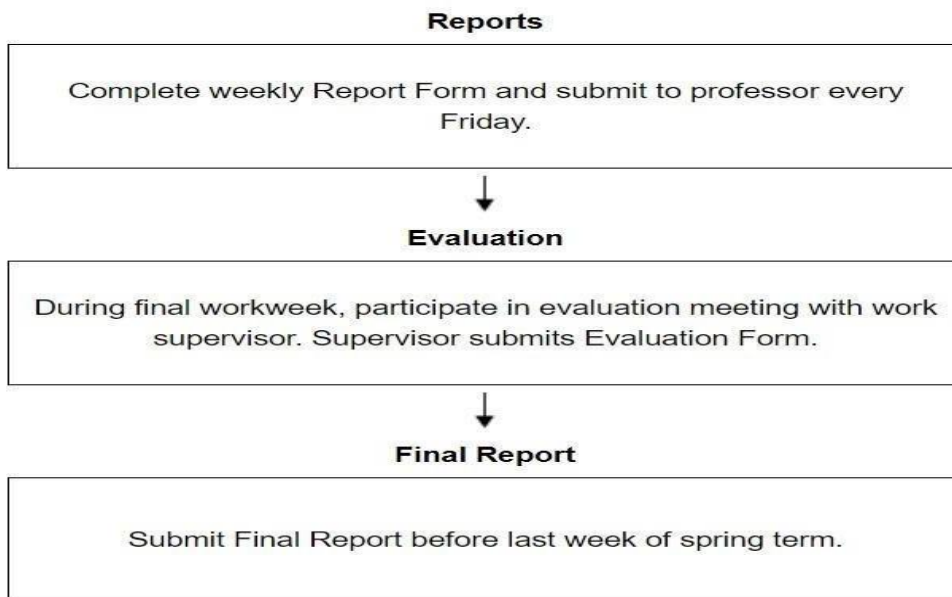 Reports
Complete weekly Report Form and submit to professor every
Friday.
Evaluation
During final workweek, participate in evaluation meeting with work
supervisor. Supervisor submits Evaluation Form.
Final Report
Submit Final Report before last week of spring term.